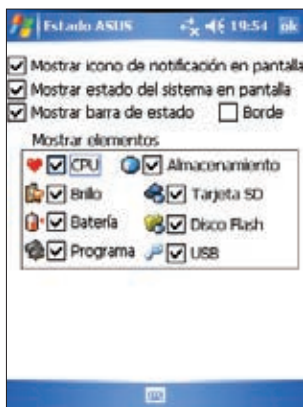 Estado ASUS 19:54 ok
Mostrar icono de notificación en pantalla
Mostrar estado del sistema en pantalla
Mostrar barra de estado Borde
Mostrar elementos
CPU Almacenamiento
Brillo Tarjeta SD
Batería Disco Flash
Programa USB